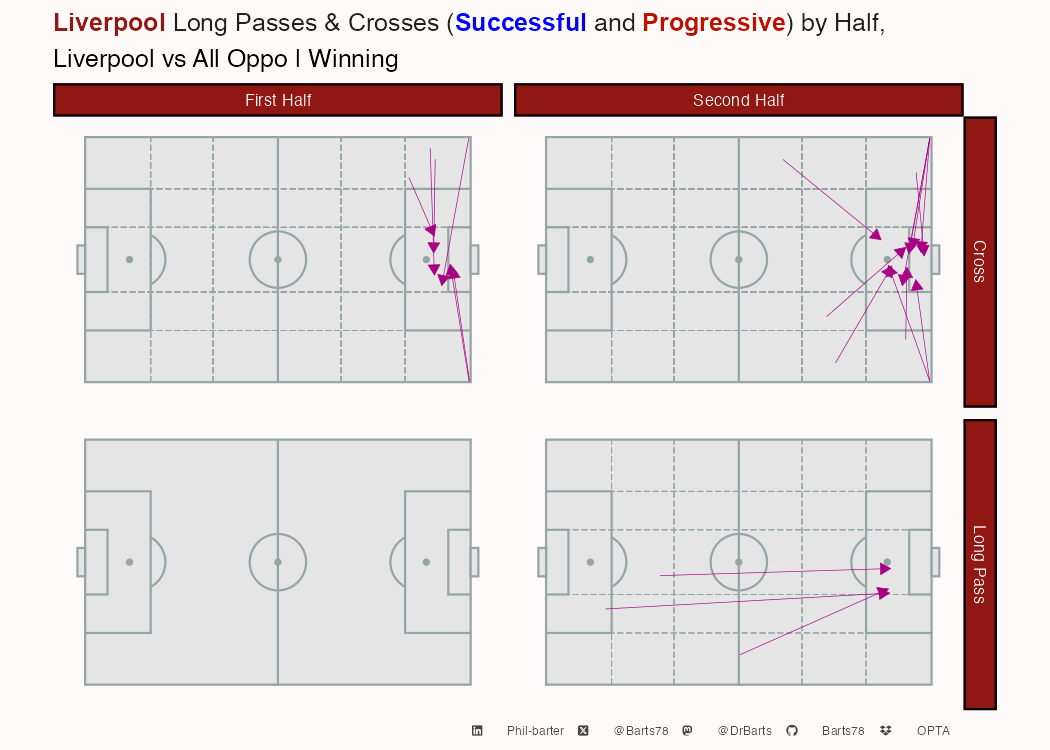 Liverpool Long Passes & Crosses (Successful and Progressive) by Half,
Liverpool vs All Oppo | Winning
First Half
Second Half
Cross
Long Pass
Phil-barter @Barts78 @DrBarts Barts78 OPTA